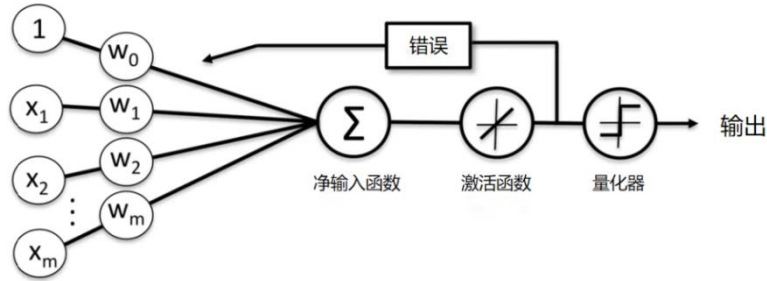 1
w₀
错误
x₁
w₁
Σ
输出
x₂
w₂
净输入函数
激活函数
量化器
⋮
wₘ
xₘ